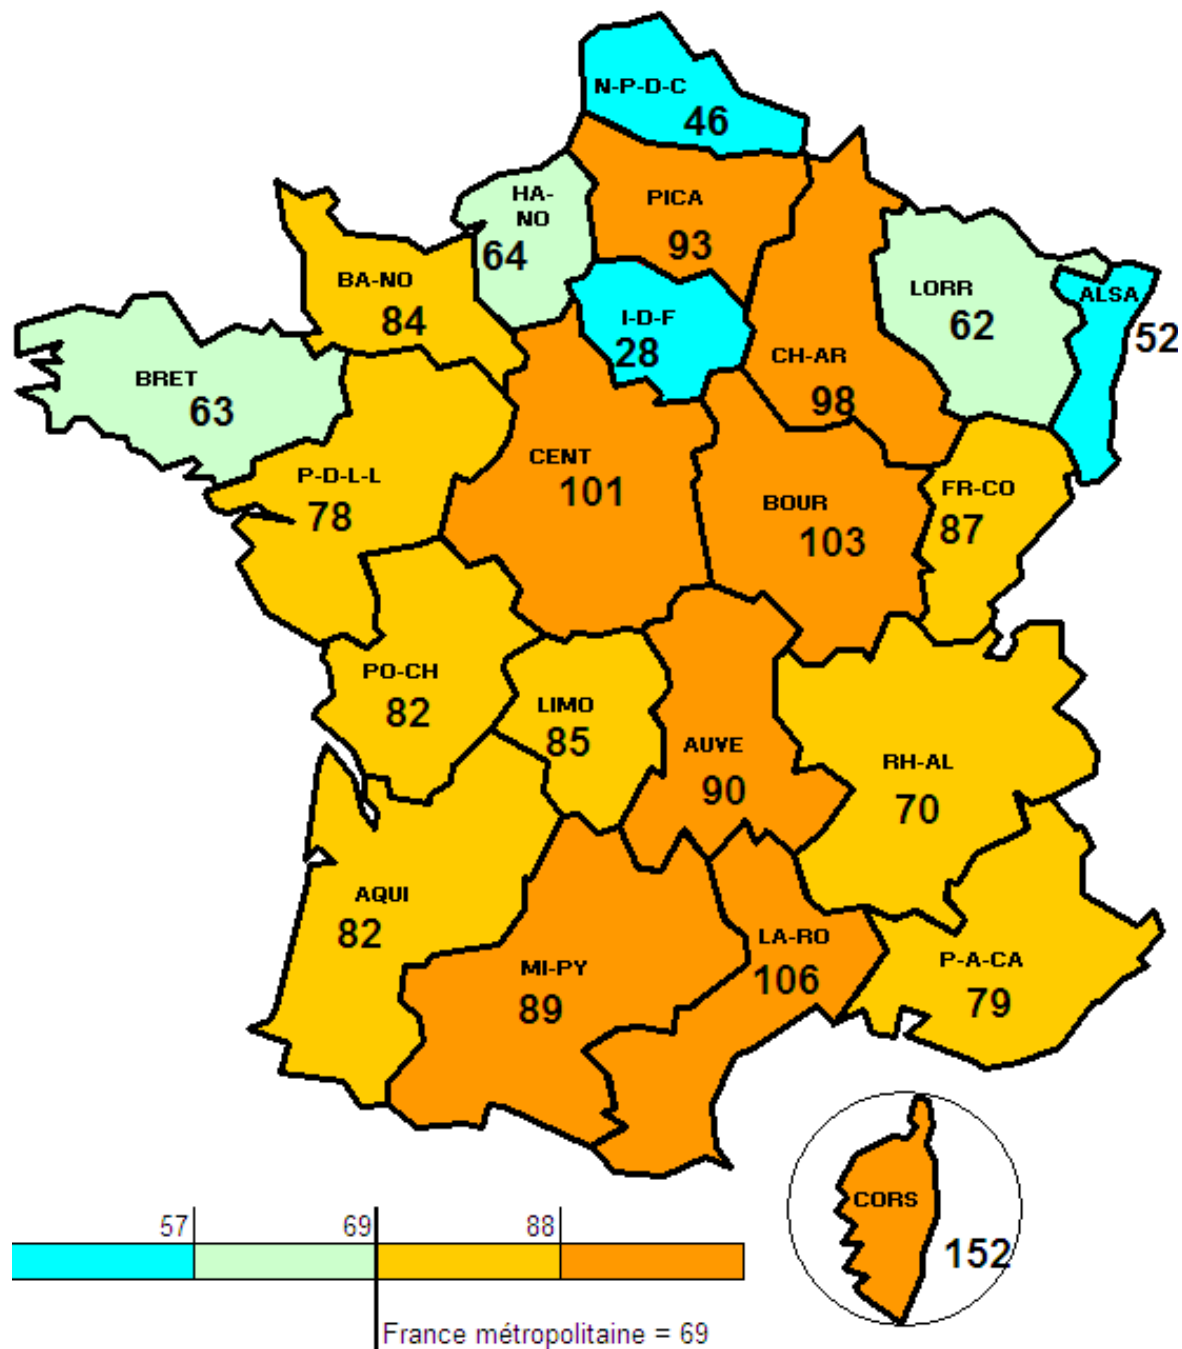 N-P-D-C
46
HA-
NO
64
PICA
93
BA-NO
84
I-D-F
28
LORR
62
ALSA
52
CH-AR
98
BRET
63
P-D-L-L
78
CENT
101
BOUR
103
FR-CO
87
PO-CH
82
LIMO
85
AUVE
90
RH-AL
70
AQUI
82
MI-PY
89
LA-RO
106
P-A-CA
79
CORS
152
57 69 88
France métropolitaine = 69